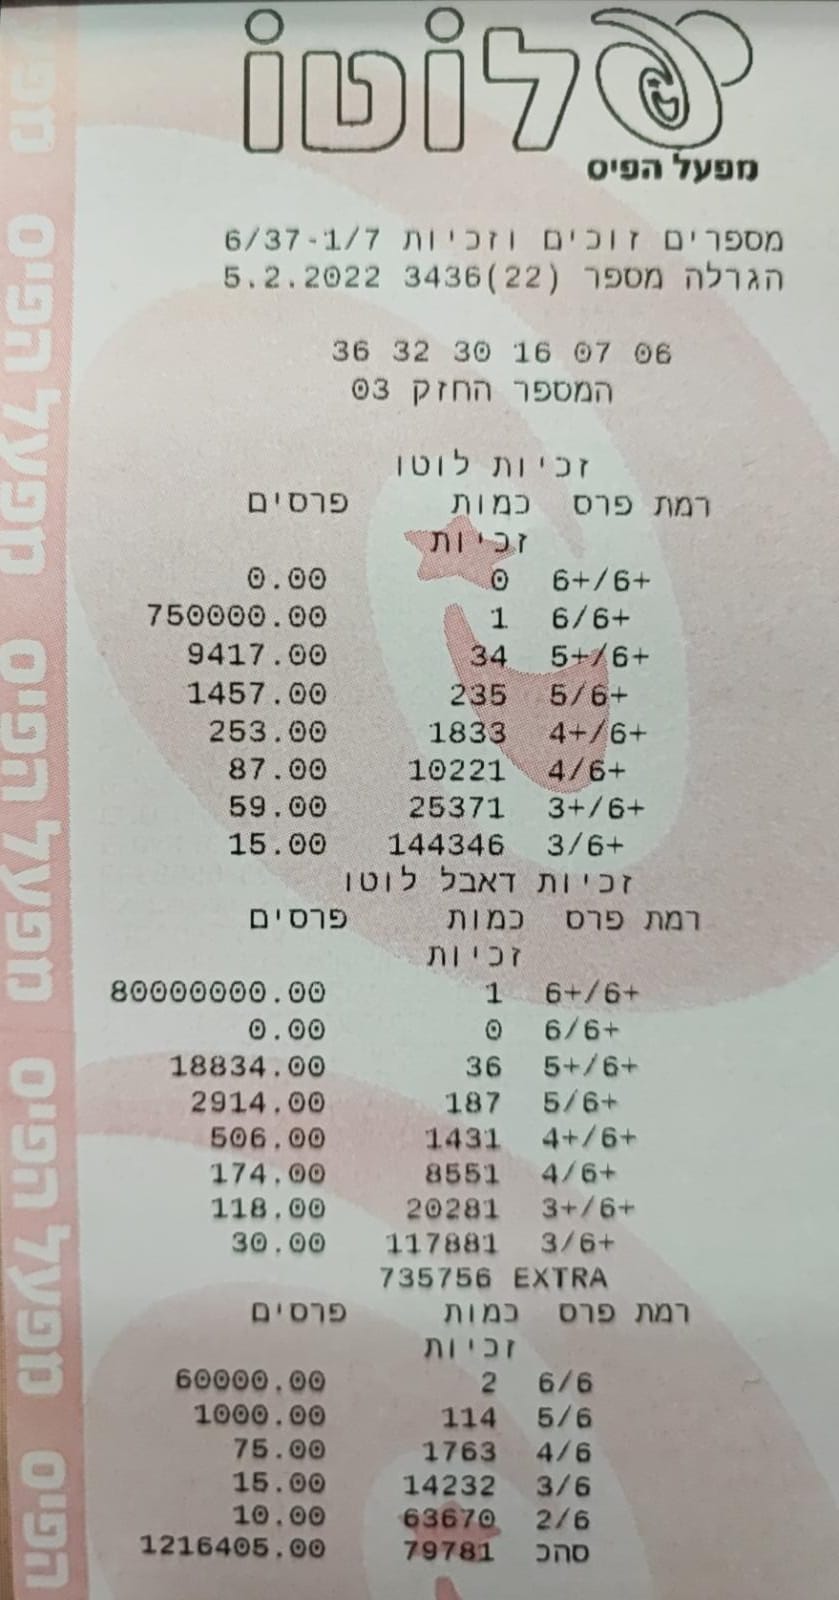 לוטו
מפעל הפיס
מספרים זוכים וזכיות 6/37-1/7
הגרלה מספר 3436(22) 5.2.2022
36 32 30 16 07 06
המספר החזק 03
זכיות לוטו
רמת פרס כמות פרסים
זכיות
6+/6+ 0 0.00
6/6+ 1 750000.00
5+/6+ 34 9417.00
5/6+ 235 1457.00
4+/6+ 1833 253.00
4/6+ 10221 87.00
3+/6+ 25371 59.00
3/6+ 144346 15.00
זכיות דאבל לוטו
רמת פרס כמות פרסים
זכיות
6+/6+ 1 80000000.00
6/6+ 0 0.00
5+/6+ 36 18834.00
5/6+ 187 2914.00
4+/6+ 1431 506.00
4/6+ 8551 174.00
3+/6+ 20281 118.00
3/6+ 117881 30.00
735756 EXTRA
רמת פרס כמות פרסים
זכיות
6/6 2 60000.00
5/6 114 1000.00
4/6 1763 75.00
3/6 14232 15.00
2/6 63670 10.00
סהכ 79781 1216405.00
מפעל הפיס מפעל הפיס מפעל הפיס